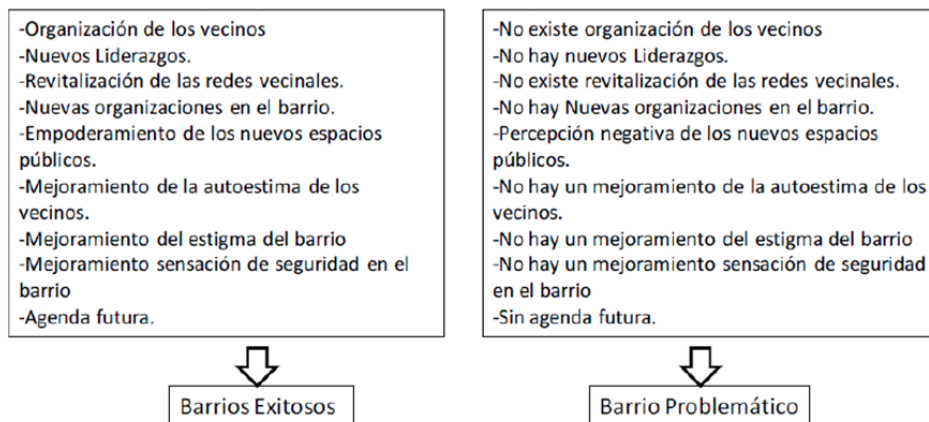 -Organización de los vecinos
-Nuevos Liderazgos.
-Revitalización de las redes vecinales.
-Nuevas organizaciones en el barrio.
-Empoderamiento de los nuevos espacios
públicos.
-Mejoramiento de la autoestima de los
vecinos.
-Mejoramiento del estigma del barrio
-Mejoramiento sensación de seguridad en el
barrio
-Agenda futura.
Barrios Exitosos
-No existe organización de los vecinos
-No hay nuevos Liderazgos.
-No existe revitalización de las redes vecinales.
-No hay Nuevas organizaciones en el barrio.
-Percepción negativa de los nuevos espacios
públicos.
-No hay un mejoramiento de la autoestima de los
vecinos.
-No hay un mejoramiento del estigma del barrio
-No hay un mejoramiento sensación de seguridad
en el barrio
-Sin agenda futura.
Barrio Problemático